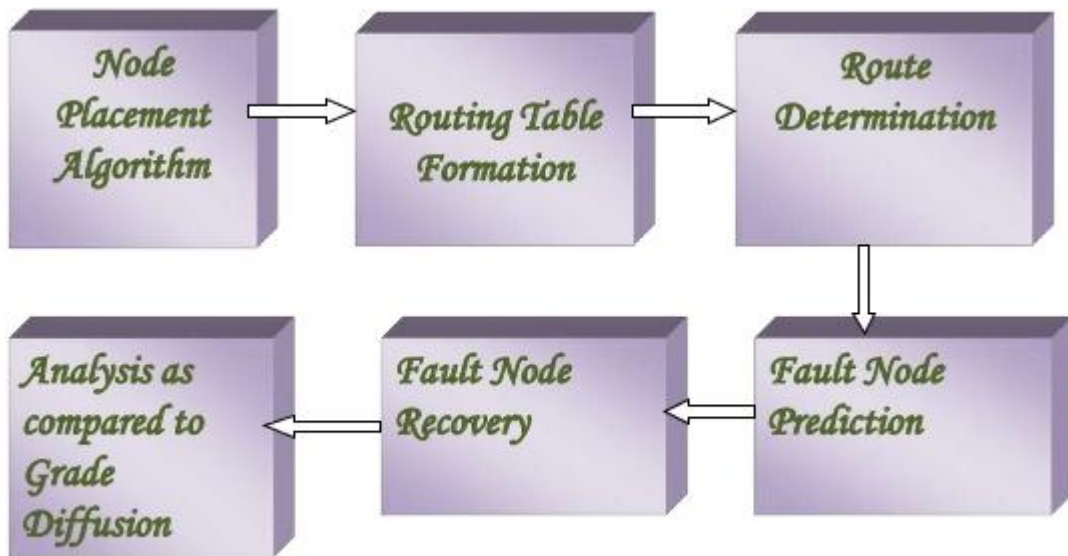 Node
Placement
Algorithm
Routing Table
Formation
Route
Determination
Fault Node
Prediction
Fault Node
Recovery
Analysis as
compared to
Grade
Diffusion